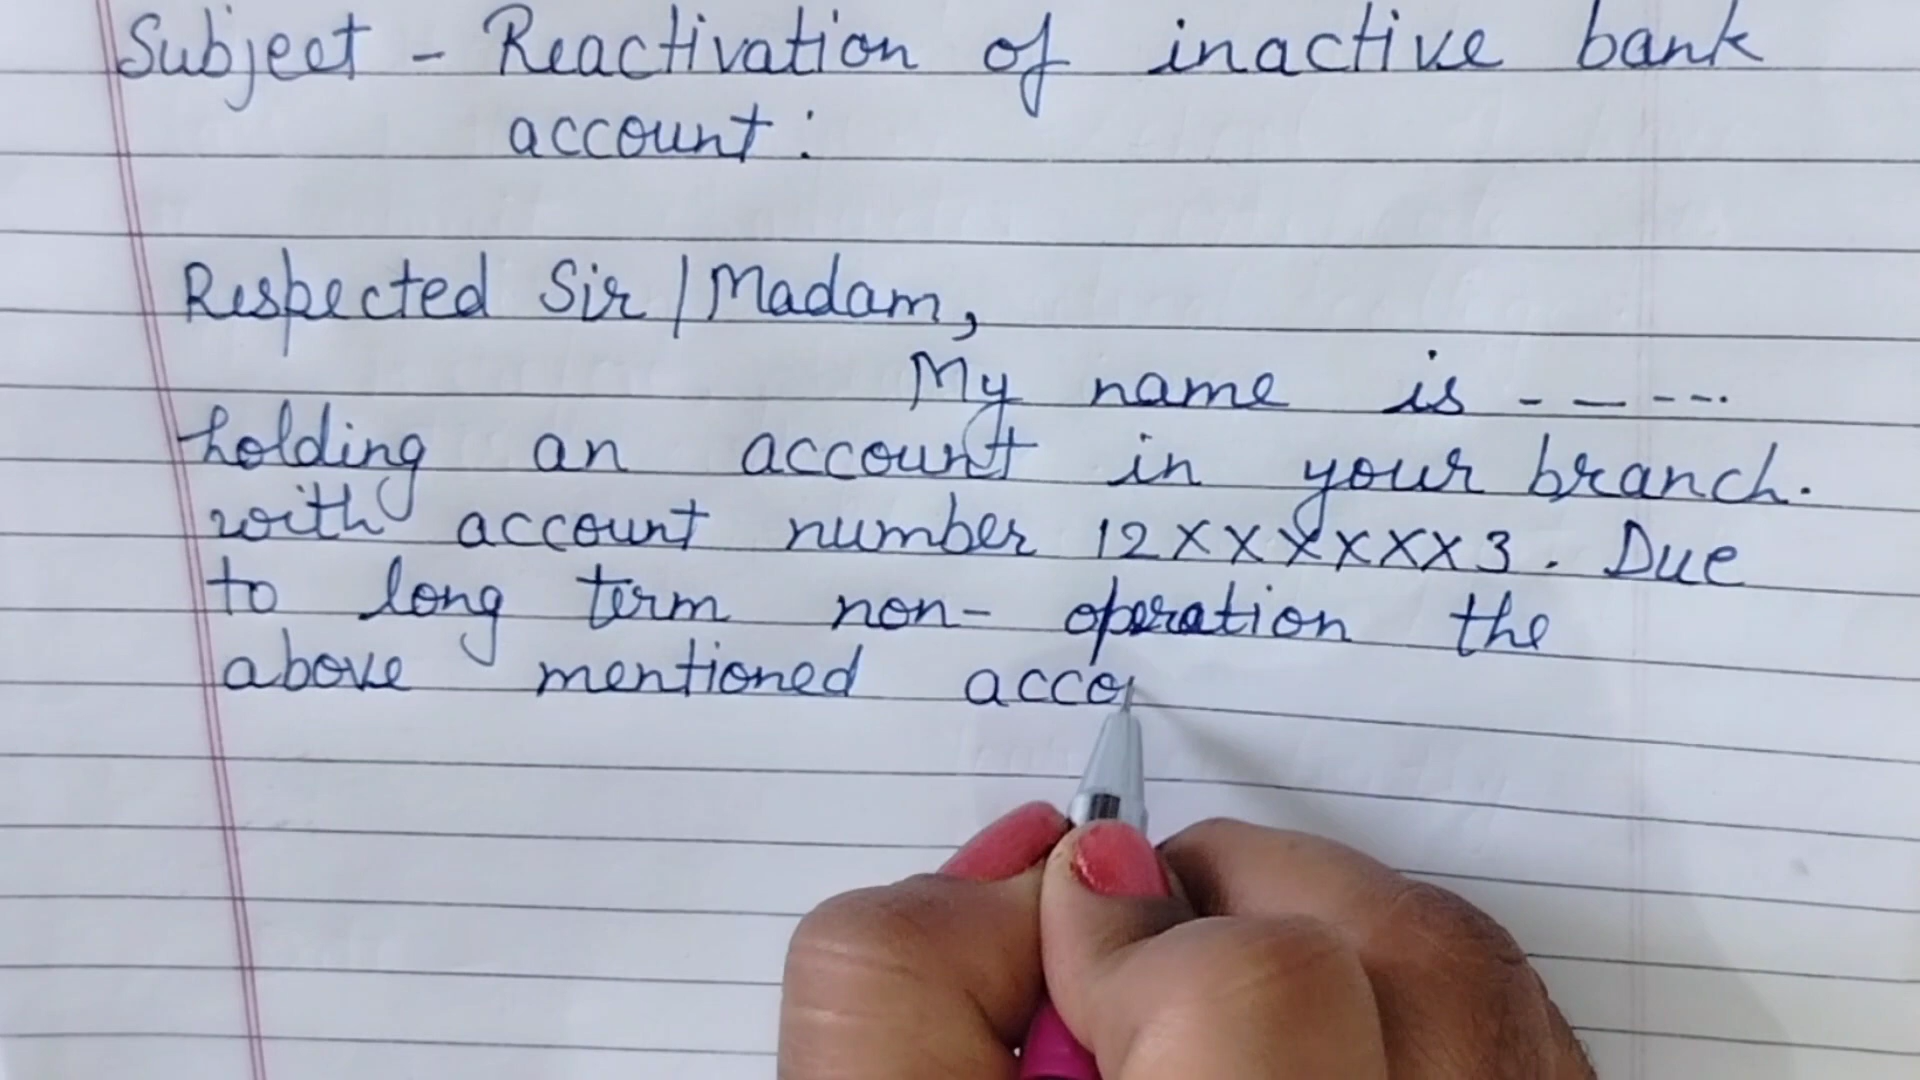 Subject - Reactivation of inactive bank
account:
Respected Sir/Madam,
My name is - - - - -
holding an account in your branch.
with account number 12XXXXXX3. Due
to long term non- operation the
above mentioned acco